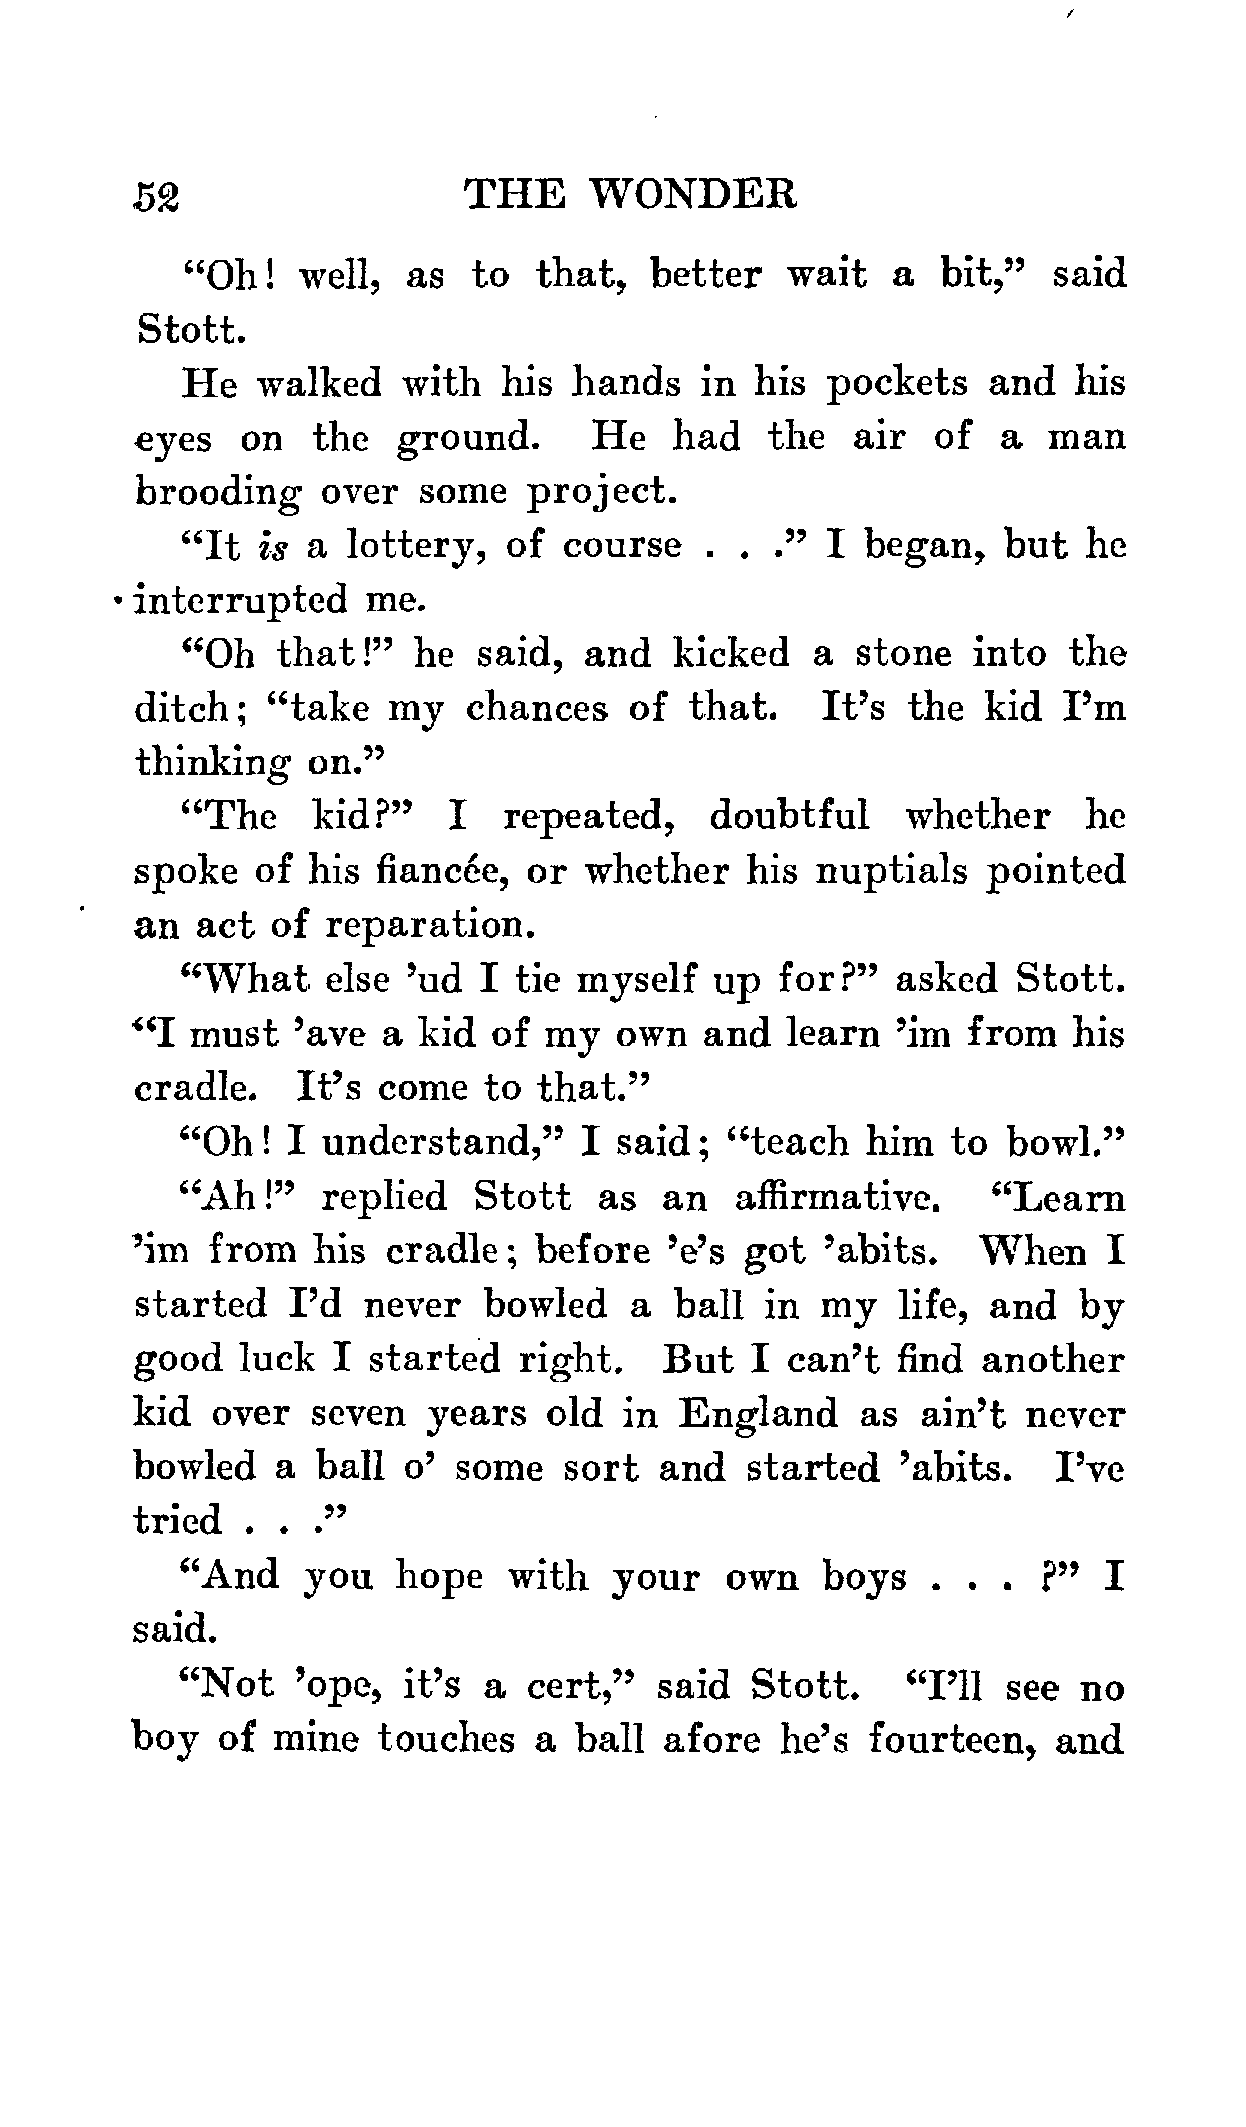 52 THE WONDER
“Oh! well, as to that, better wait a bit,” said
Stott.
He walked with his hands in his pockets and his
eyes on the ground. He had the air of a man
brooding over some project.
“It is a lottery, of course . . .” I began, but he
interrupted me.
“Oh that!” he said, and kicked a stone into the
ditch; “take my chances of that. It’s the kid I’m
thinking on.”
“The kid?” I repeated, doubtful whether he
spoke of his fiancée, or whether his nuptials pointed
an act of reparation.
“What else ’ud I tie myself up for?” asked Stott.
“I must ’ave a kid of my own and learn ’im from his
cradle. It’s come to that.”
“Oh! I understand,” I said; “teach him to bowl.”
“Ah!” replied Stott as an affirmative. “Learn
’im from his cradle; before ’e’s got ’abits. When I
started I’d never bowled a ball in my life, and by
good luck I started right. But I can’t find another
kid over seven years old in England as ain’t never
bowled a ball o’ some sort and started ’abits. I’ve
tried . . .”
“And you hope with your own boys . . . ?” I
said.
“Not ’ope, it’s a cert,” said Stott. “I’ll see no
boy of mine touches a ball afore he’s fourteen, and